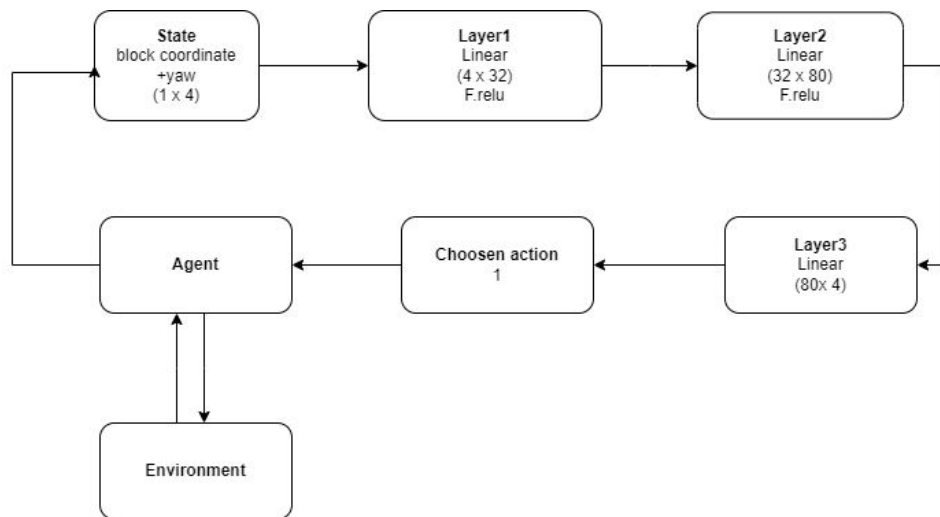 State
block coordinate
+yaw
(1 x 4)
Layer1
Linear
(4 x 32)
F.relu
Layer2
Linear
(32 x 80)
F.relu
Agent
Choosen action
1
Layer3
Linear
(80x 4)
Environment